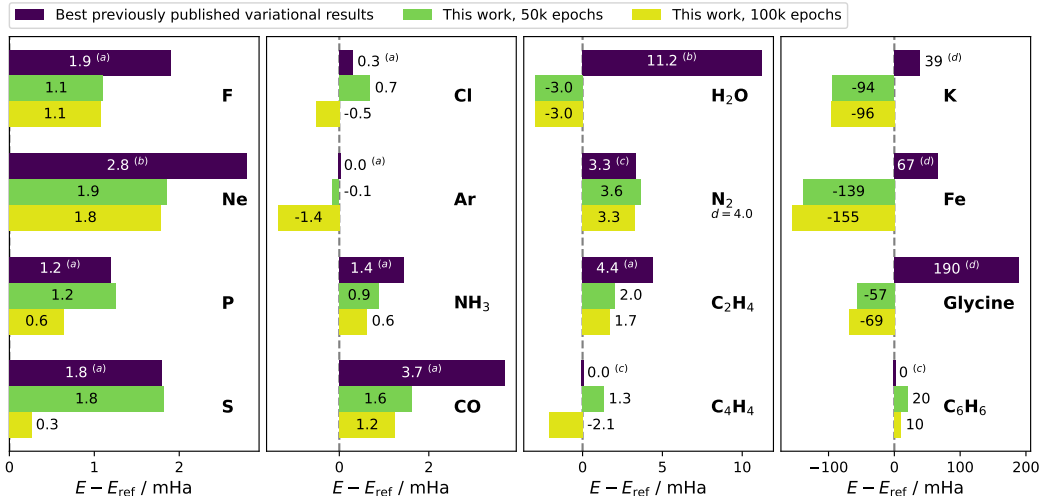 Best previously published variational results
This work, 50k epochs
This work, 100k epochs
1.9 (a)
1.1
1.1
F
2.8 (b)
1.9
1.8
Ne
1.2 (a)
1.2
0.6
P
1.8 (a)
1.8
0.3
S
0
1
2
E − E_ref / mHa
0.3 (a)
0.7
-0.5
Cl
0.0 (a)
-0.1
-1.4
Ar
1.4 (a)
0.9
0.6
NH₃
3.7 (a)
1.6
1.2
CO
0
2
E − E_ref / mHa
11.2 (b)
-3.0
-3.0
H₂O
3.3 (c)
3.6
3.3
N₂
d = 4.0
4.4 (a)
2.0
1.7
C₂H₄
0.0 (c)
1.3
-2.1
C₄H₄
0
5
10
E − E_ref / mHa
39 (d)
-94
-96
K
67 (d)
-139
-155
Fe
190 (d)
-57
-69
Glycine
0 (c)
20
10
C₆H₆
−100
0
100
200
E − E_ref / mHa